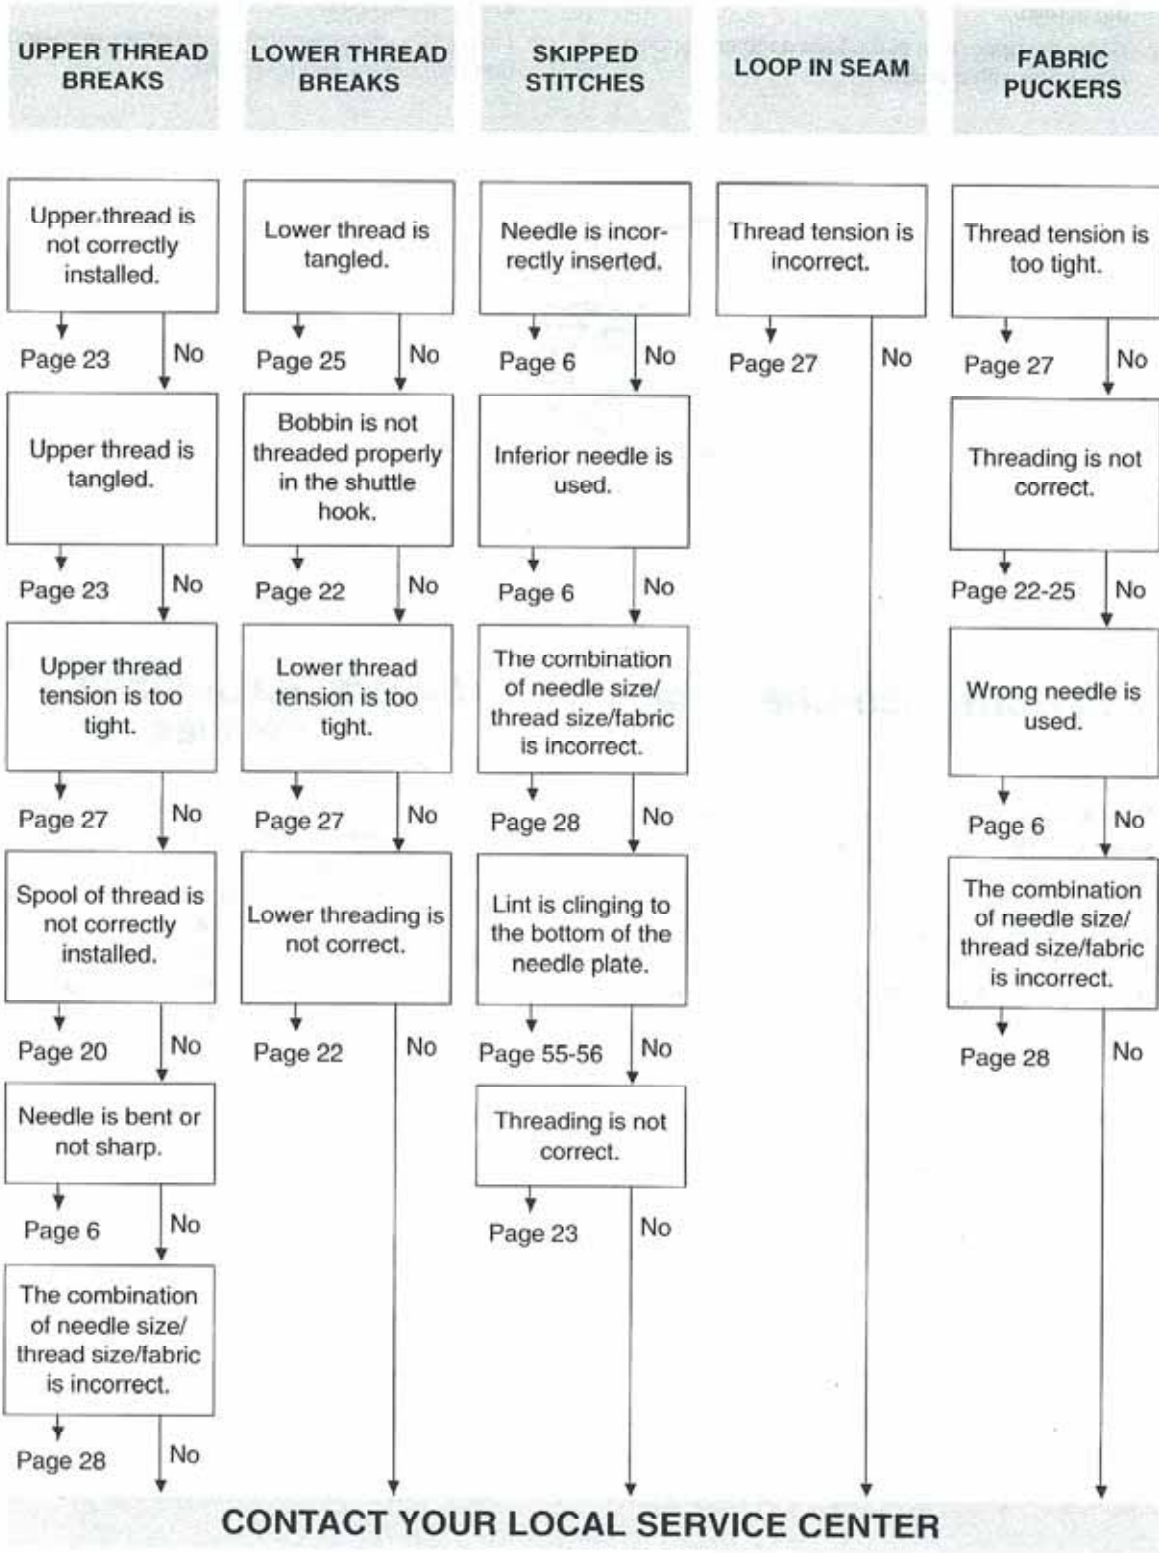 UPPER THREAD
BREAKS
LOWER THREAD
BREAKS
SKIPPED
STITCHES
LOOP IN SEAM
FABRIC
PUCKERS
Upper thread is
not correctly
installed.
Page 23
No
Upper thread is
tangled.
Page 23
No
Upper thread
tension is too
tight.
Page 27
No
Spool of thread is
not correctly
installed.
Page 20
No
Needle is bent or
not sharp.
Page 6
No
The combination
of needle size/
thread size/fabric
is incorrect.
Page 28
No
Lower thread is
tangled.
Page 25
No
Bobbin is not
threaded properly
in the shuttle
hook.
Page 22
No
Lower thread
tension is too
tight.
Page 27
No
Lower threading is
not correct.
Page 22
No
Needle is incor-
rectly inserted.
Page 6
No
Inferior needle is
used.
Page 6
No
The combination
of needle size/
thread size/fabric
is incorrect.
Page 28
No
Lint is clinging to
the bottom of the
needle plate.
Page 55-56
No
Threading is not
correct.
Page 23
No
Thread tension is
incorrect.
Page 27
No
Thread tension is
too tight.
Page 27
No
Threading is not
correct.
Page 22-25
No
Wrong needle is
used.
Page 6
No
The combination
of needle size/
thread size/fabric
is incorrect.
Page 28
No
CONTACT YOUR LOCAL SERVICE CENTER